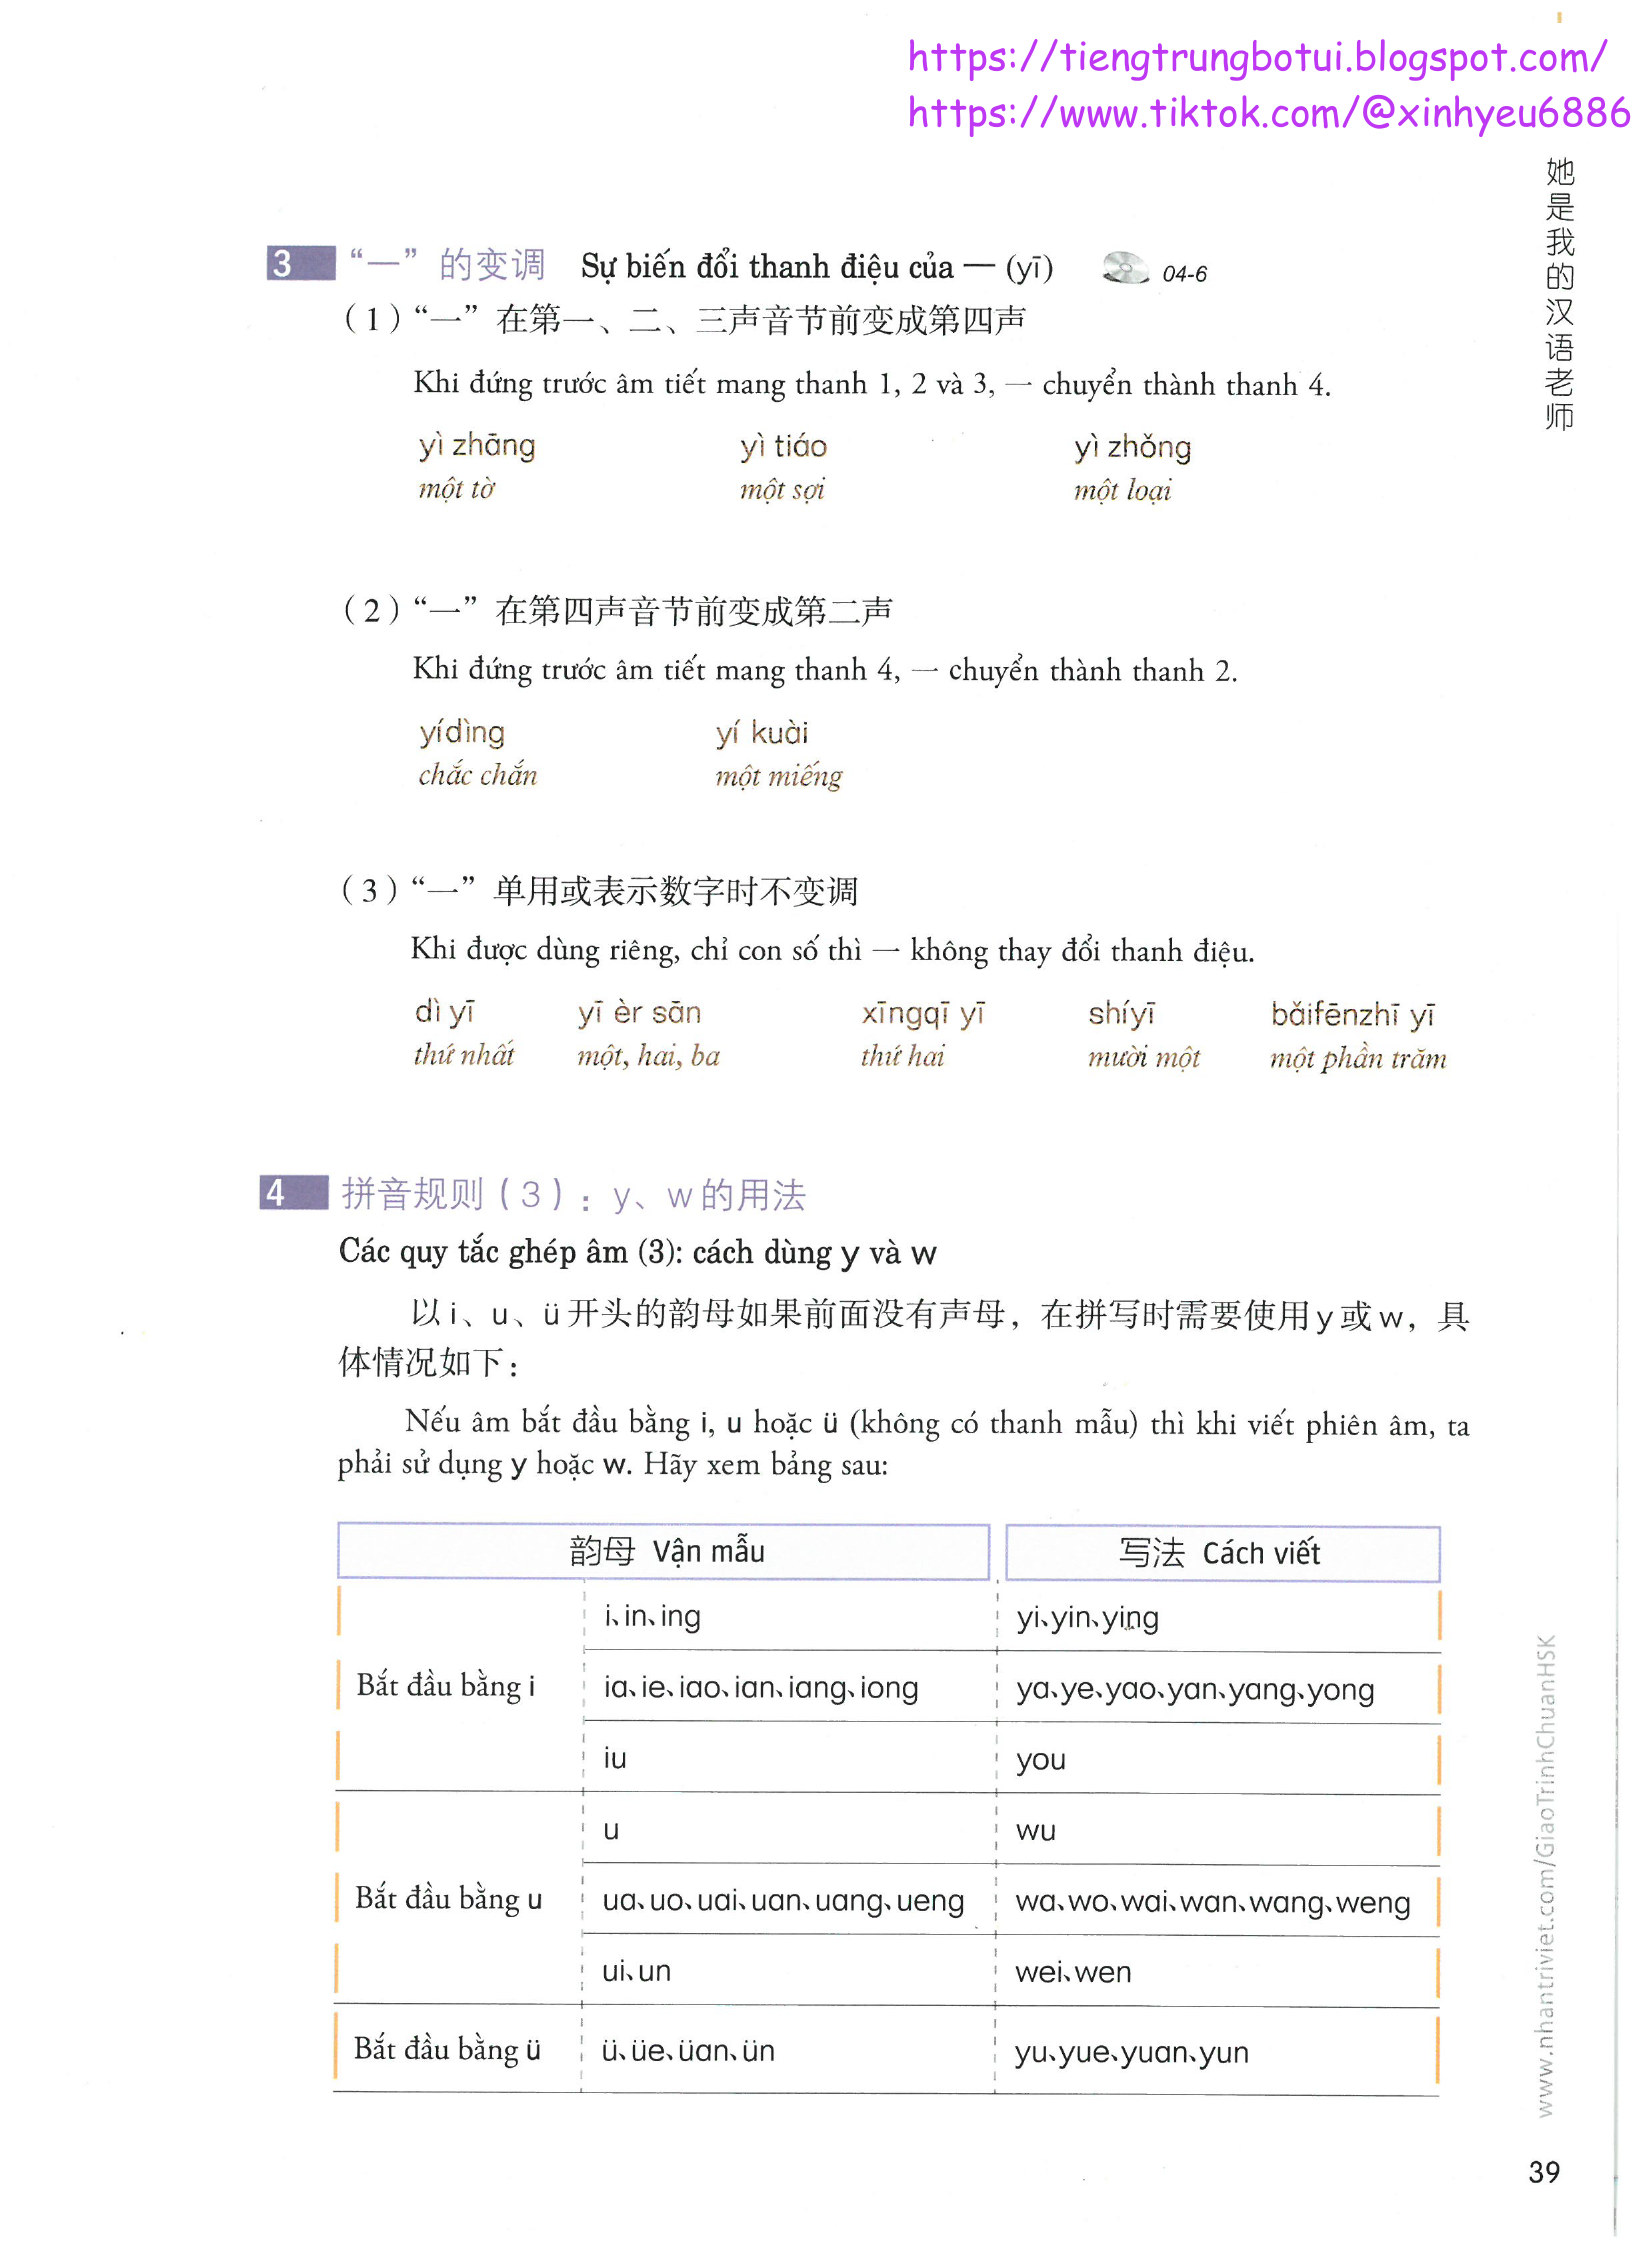 https://tiengtrungbotui.blogspot.com/
https://www.tiktok.com/@xinhyeu6886
她是我的汉语老师
3 “一”的变调 Sự biến đổi thanh điệu của 一 (yī) 04-6
（1）“一”在第一、二、三声音节前变成第四声
Khi đứng trước âm tiết mang thanh 1, 2 và 3, 一 chuyển thành thanh 4.
yì zhāng yì tiáo yì zhǒng
một tờ một sợi một loại
（2）“一”在第四声音节前变成第二声
Khi đứng trước âm tiết mang thanh 4, 一 chuyển thành thanh 2.
yídìng yí kuài
chắc chắn một miếng
（3）“一”单用或表示数字时不变调
Khi được dùng riêng, chỉ con số thì 一 không thay đổi thanh điệu.
dì yī yī èr sān xīngqī yī shíyī bǎifēnzhī yī
thứ nhất một, hai, ba thứ hai mười một một phần trăm
4 拼音规则（3）：y、w的用法
Các quy tắc ghép âm (3): cách dùng y và w
以i、u、ü开头的韵母如果前面没有声母，在拼写时需要使用y或w，具
体情况如下：
Nếu âm bắt đầu bằng i, u hoặc ü (không có thanh mẫu) thì khi viết phiên âm, ta
phải sử dụng y hoặc w. Hãy xem bảng sau:
韵母 Vận mẫu 写法 Cách viết
i、in、ing yi、yin、ying
Bắt đầu bằng i ia、ie、iao、ian、iang、iong ya、ye、yao、yan、yang、yong
iu you
u wu
Bắt đầu bằng u ua、uo、uai、uan、uang、ueng wa、wo、wai、wan、wang、weng
ui、un wei、wen
Bắt đầu bằng ü ü、üe、üan、ün yu、yue、yuan、yun
www.nhantriviet.com/GiaoTrinhChuanHSK
39